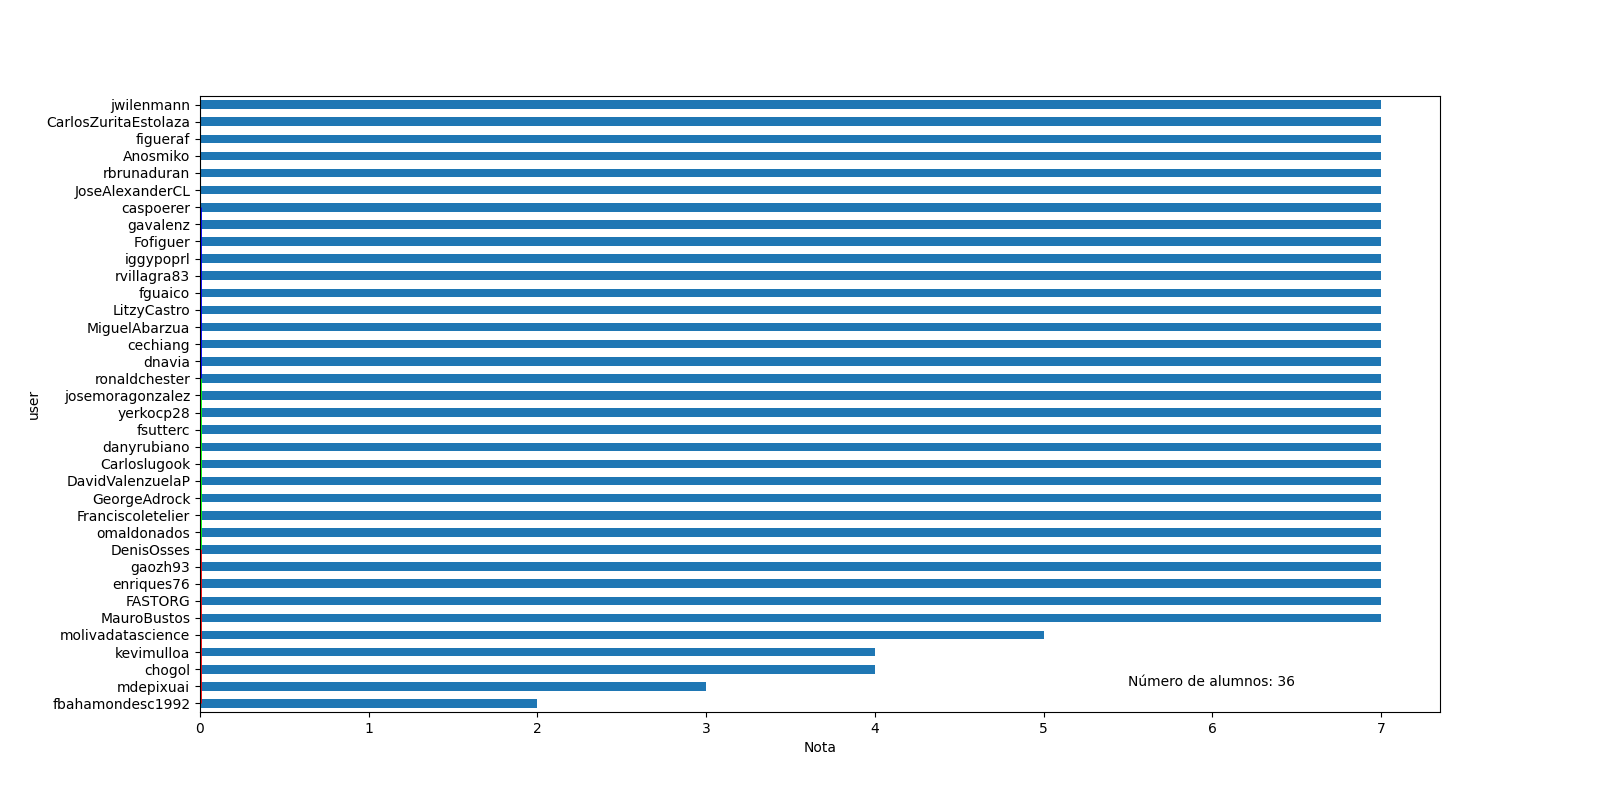 jwilenmann
CarlosZuritaEstolaza
figueraf
Anosmiko
rbrunaduran
JoseAlexanderCL
caspoerer
gavalenz
Fofiguer
iggypoprl
rvillagra83
fguaico
LitzyCastro
MiguelAbarzua
cechiang
dnavia
ronaldchester
josemoragonzalez
user
yerkocp28
fsutterc
danyrubiano
Carloslugook
DavidValenzuelaP
GeorgeAdrock
Franciscoletelier
omaldonados
DenisOsses
gaozh93
enriques76
FASTORG
MauroBustos
molivadatascience
kevimulloa
chogol
mdepixuai
Número de alumnos: 36
fbahamondesc1992
0 1 2 3 4 5 6 7
Nota